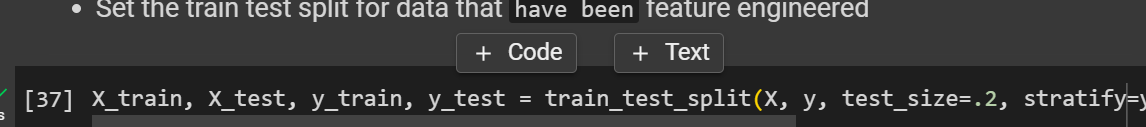 • Set the train test split for data that have been feature engineered
+ Code + Text
[37] X_train, X_test, y_train, y_test = train_test_split(X, y, test_size=.2, stratify=y
s